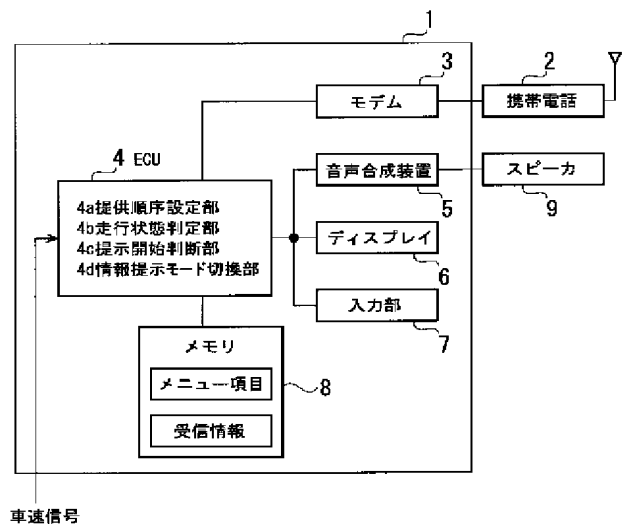 1
3
モデム
2
携帯電話
4 ECU
4a提供順序設定部
4b走行状態判定部
4c提示開始判断部
4d情報提示モード切換部
音声合成装置
5
スピーカ
9
ディスプレイ
6
入力部
7
メモリ
メニュー項目
受信情報
8
車速信号